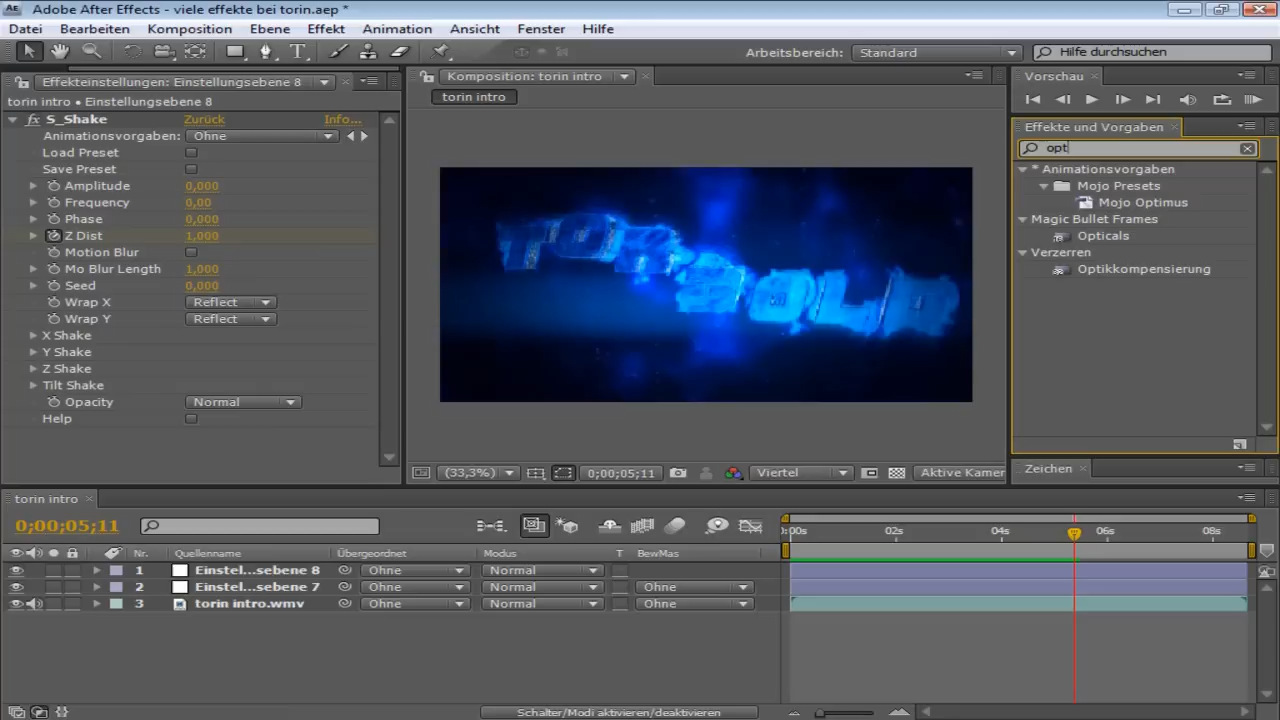 Adobe After Effects - viele effekte bei torin.aep *
Datei Bearbeiten Komposition Ebene Effekt Animation Ansicht Fenster Hilfe
Arbeitsbereich: Standard Hilfe durchsuchen
Effekteinstellungen: Einstellungsebene 8
torin intro • Einstellungsebene 8
fx S_Shake Zurück Info...
Animationsvorgaben: Ohne
Load Preset
Save Preset
Amplitude 0,000
Frequency 0,00
Phase 0,000
Z Dist 1,000
Motion Blur
Mo Blur Length 1,000
Seed 0,000
Wrap X Reflect
Wrap Y Reflect
X Shake
Y Shake
Z Shake
Tilt Shake
Opacity Normal
Help
Komposition: torin intro
torin intro
(33,3%) 0;00;05;11 Viertel Aktive Kamer
Vorschau
Effekte und Vorgaben
opt
* Animationsvorgaben
Mojo Presets
Mojo Optimus
Magic Bullet Frames
Opticals
Verzerren
Optikkompensierung
Zeichen
torin intro
0;00;05;11
0:00s 02s 04s 06s 08s
Nr. Quellenname Übergeordnet Modus T BewMas
1 Einstel...sebene 8 Ohne Normal
2 Einstel...sebene 7 Ohne Normal Ohne
3 torin intro.wmv Ohne Normal Ohne
Schalter/Modi aktivieren/deaktivieren